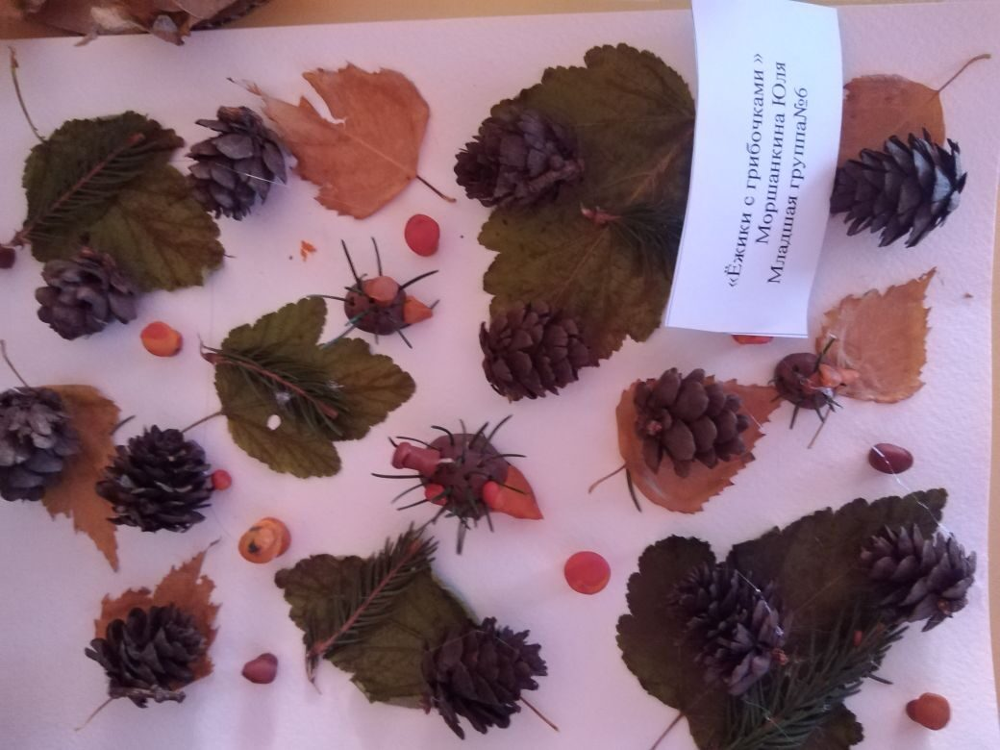 «Ёжики с грибочками »
Моршанкина Юля
Младшая группа№6